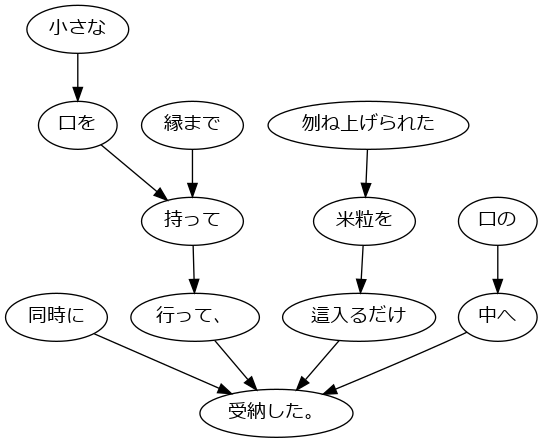 小さな
口を 縁まで 刎ね上げられた
持って 米粒を 口の
同時に 行って、 這入るだけ 中へ
受納した。